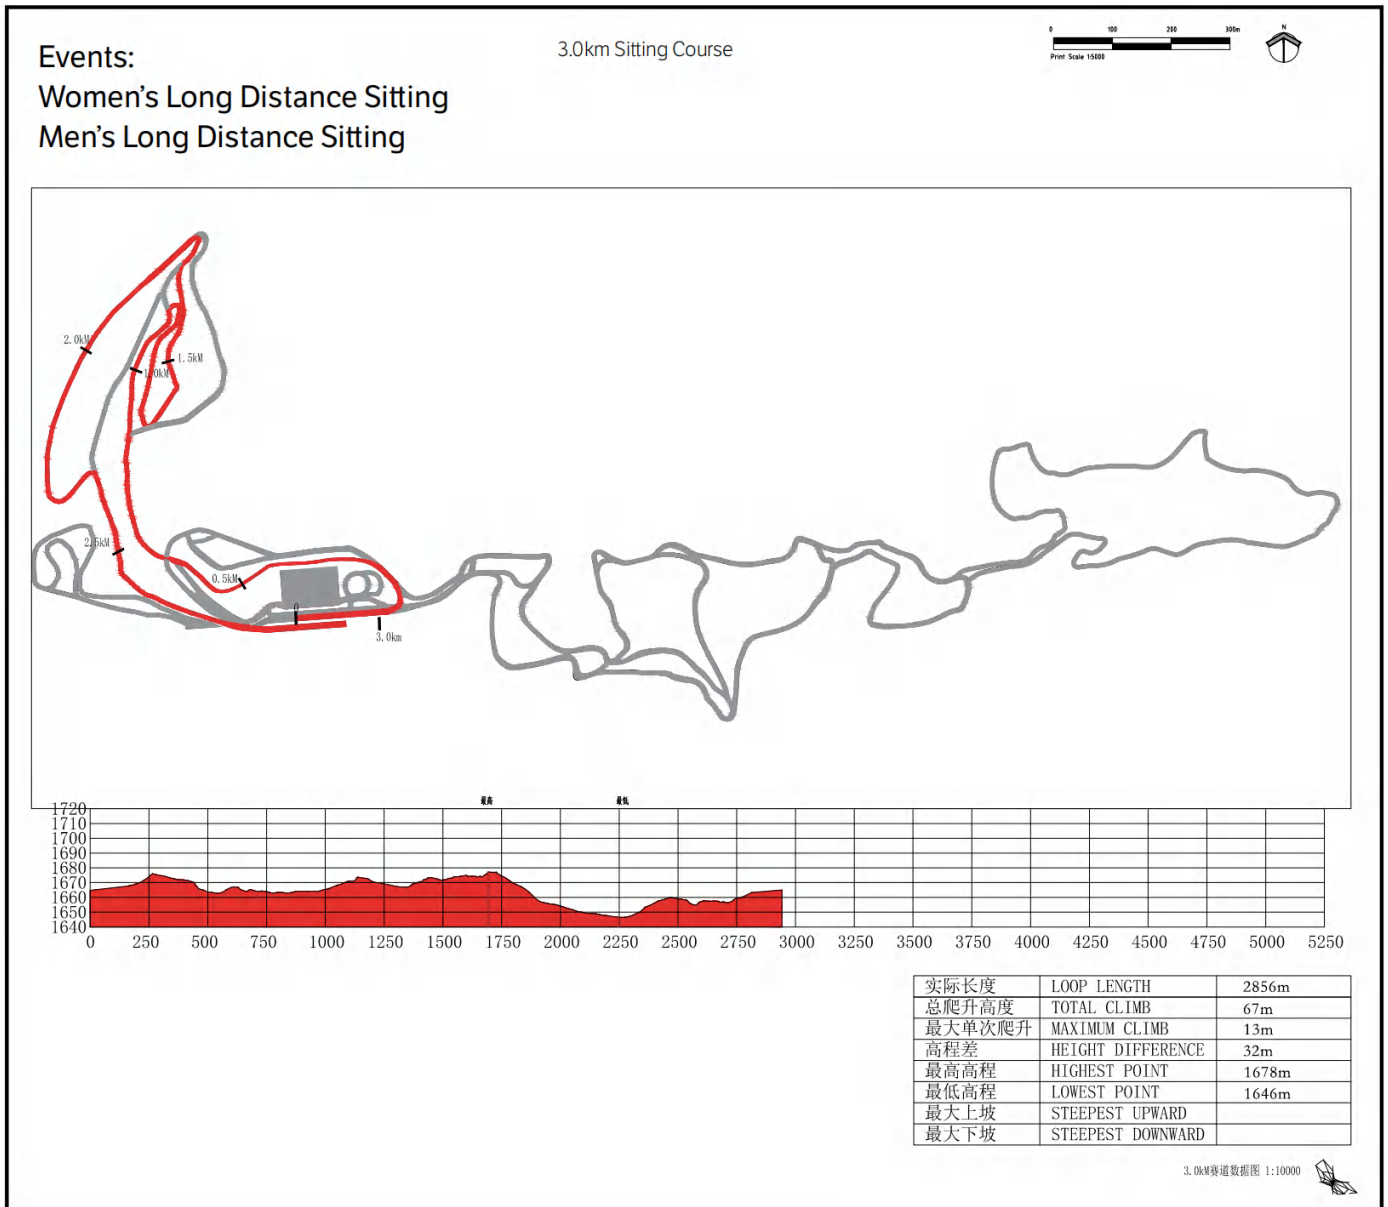 Events:
Women's Long Distance Sitting
Men's Long Distance Sitting
3.0km Sitting Course
0 100 200 300m
Print Scale 1:5000
N
2.0kM
1.5kM
1.0kM
2.5kM
0.5kM
0
3.0km
最高 最低
1720
1710
1700
1690
1680
1670
1660
1650
1640
0 250 500 750 1000 1250 1500 1750 2000 2250 2500 2750 3000 3250 3500 3750 4000 4250 4500 4750 5000 5250
实际长度 LOOP LENGTH 2856m
总爬升高度 TOTAL CLIMB 67m
最大单次爬升 MAXIMUM CLIMB 13m
高程差 HEIGHT DIFFERENCE 32m
最高高程 HIGHEST POINT 1678m
最低高程 LOWEST POINT 1646m
最大上坡 STEEPEST UPWARD
最大下坡 STEEPEST DOWNWARD
3.0kM赛道数据图 1:10000